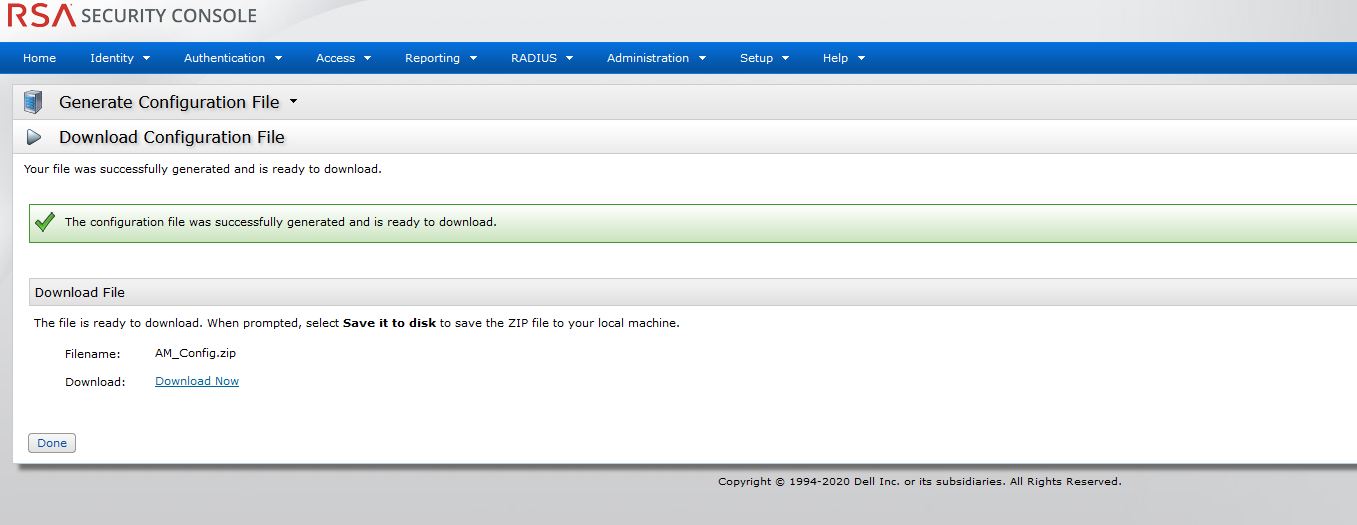 RSA SECURITY CONSOLE
Home Identity Authentication Access Reporting RADIUS Administration Setup Help
Generate Configuration File
Download Configuration File
Your file was successfully generated and is ready to download.
The configuration file was successfully generated and is ready to download.
Download File
The file is ready to download. When prompted, select Save it to disk to save the ZIP file to your local machine.
Filename: AM_Config.zip
Download: Download Now
Done
Copyright © 1994-2020 Dell Inc. or its subsidiaries. All Rights Reserved.